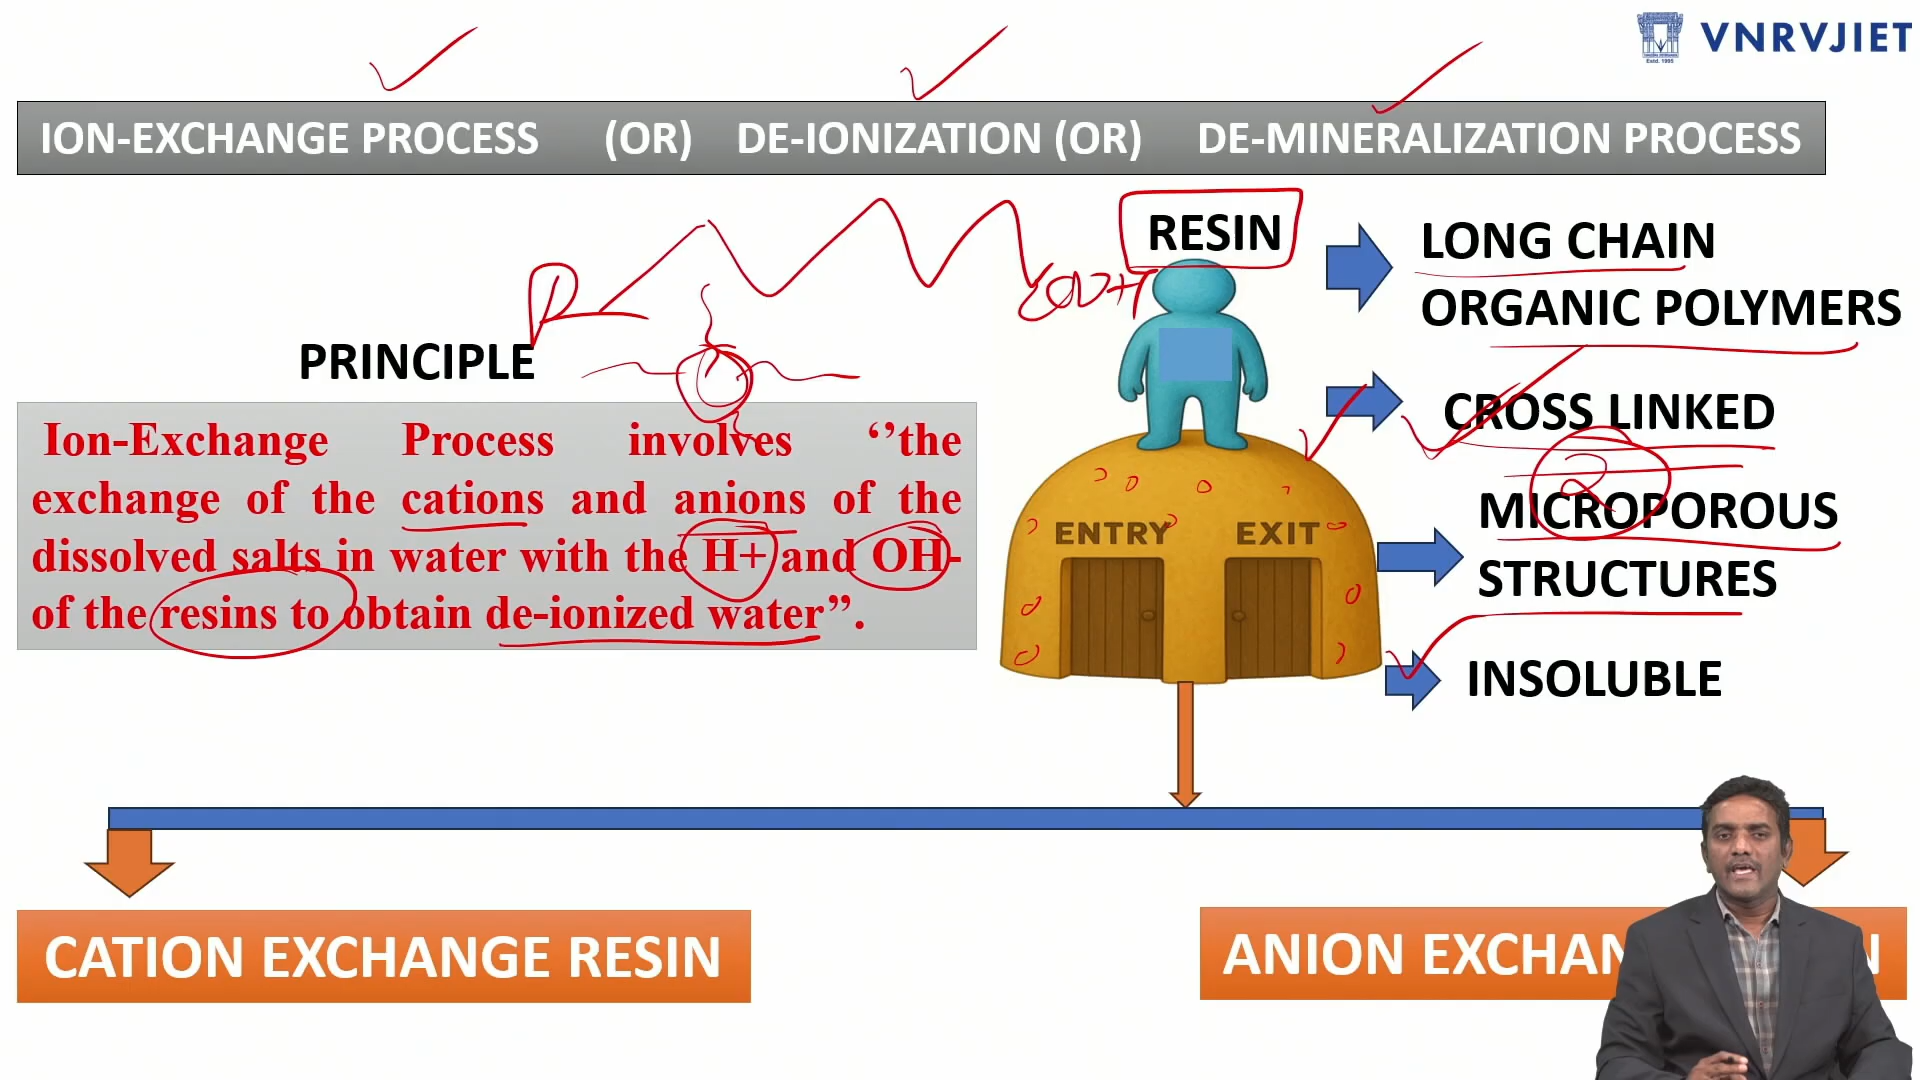 VNRVJIET
Estd. 1995
ION-EXCHANGE PROCESS (OR) DE-IONIZATION (OR) DE-MINERALIZATION PROCESS
RESIN
LONG CHAIN
ORGANIC POLYMERS
R
PRINCIPLE
CROSS LINKED
Ion-Exchange Process involves ‘’the
exchange of the cations and anions of the
dissolved salts in water with the H+ and OH-
of the resins to obtain de-ionized water”.
2
MICROPOROUS
STRUCTURES
ENTRY EXIT
INSOLUBLE
CATION EXCHANGE RESIN
ANION EXCHAN
N